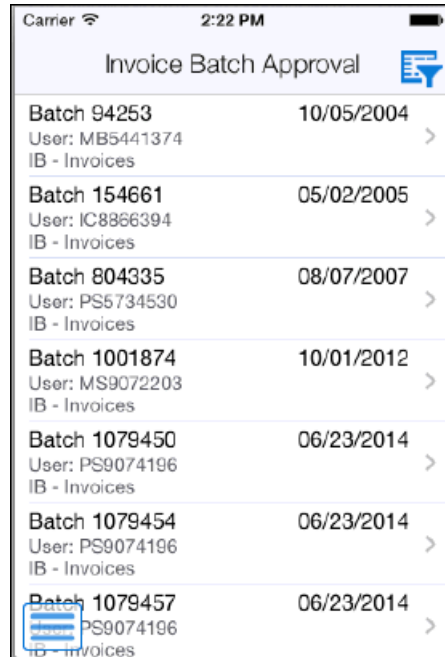 Carrier 2:22 PM
Invoice Batch Approval
Batch 94253 10/05/2004
User: MB5441374
IB - Invoices
Batch 154661 05/02/2005
User: IC8866394
IB - Invoices
Batch 804335 08/07/2007
User: PS5734530
IB - Invoices
Batch 1001874 10/01/2012
User: MS9072203
IB - Invoices
Batch 1079450 06/23/2014
User: PS9074196
IB - Invoices
Batch 1079454 06/23/2014
User: PS9074196
IB - Invoices
Batch 1079457 06/23/2014
User: PS9074196
IB - Invoices